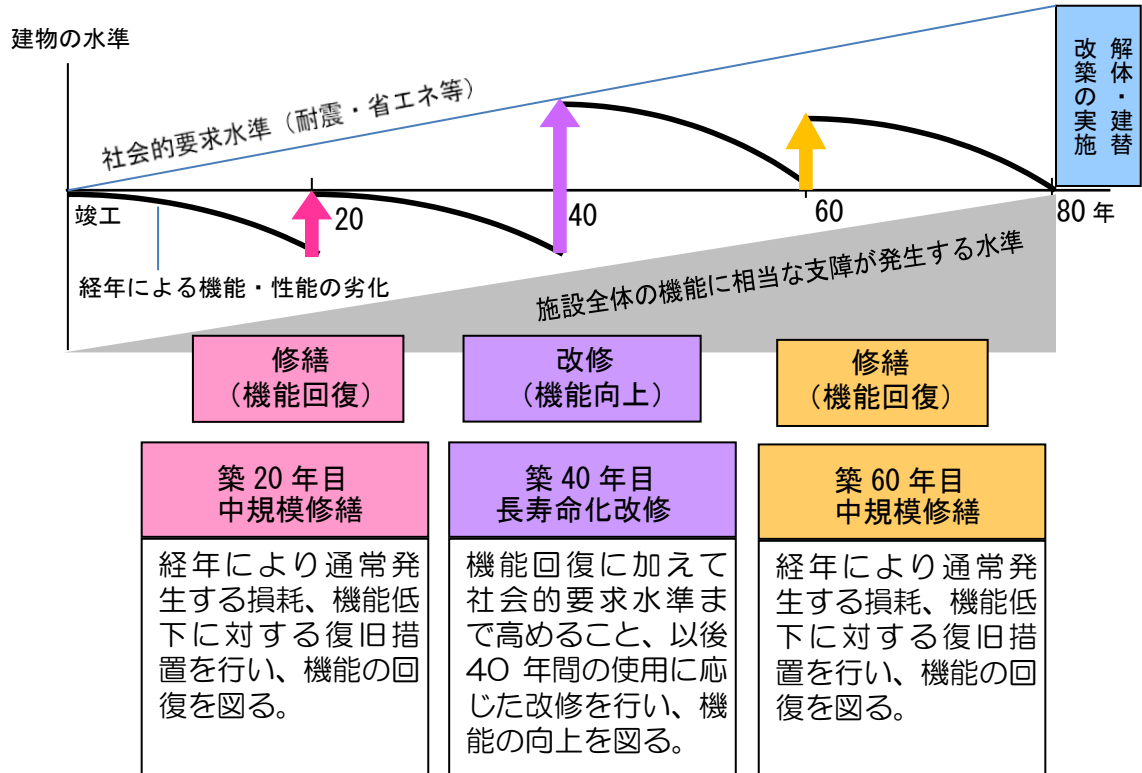 建物の水準
社会的要求水準（耐震・省エネ等）
解体・建替
改築の実施
竣工
20
40
60
80 年
経年による機能・性能の劣化
施設全体の機能に相当な支障が発生する水準
修繕
（機能回復）
改修
（機能向上）
修繕
（機能回復）
築 20 年目
中規模修繕
経年により通常発
生する損耗、機能低
下に対する復旧措
置を行い、機能の回
復を図る。
築 40 年目
長寿命化改修
機能回復に加えて
社会的要求水準ま
で高めること、以後
40 年間の使用に応
じた改修を行い、機
能の向上を図る。
築 60 年目
中規模修繕
経年により通常発
生する損耗、機能低
下に対する復旧措
置を行い、機能の回
復を図る。